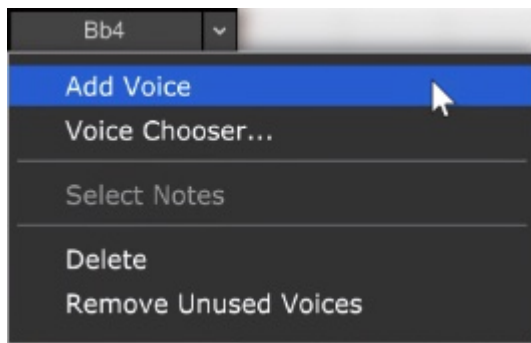 Bb4
Add Voice
Voice Chooser...
Select Notes
Delete
Remove Unused Voices